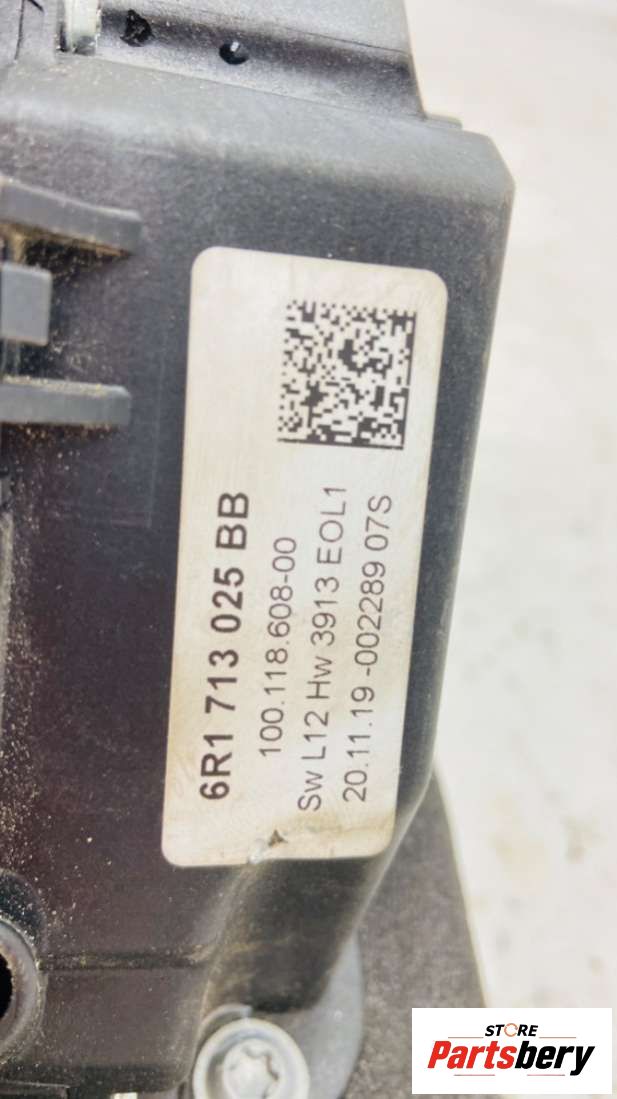 6R1 713 025 BB
100.118.608-00
Sw L12 Hw 3913 EOL1
20.11.19 -002289 07S
STORE
Partsbery